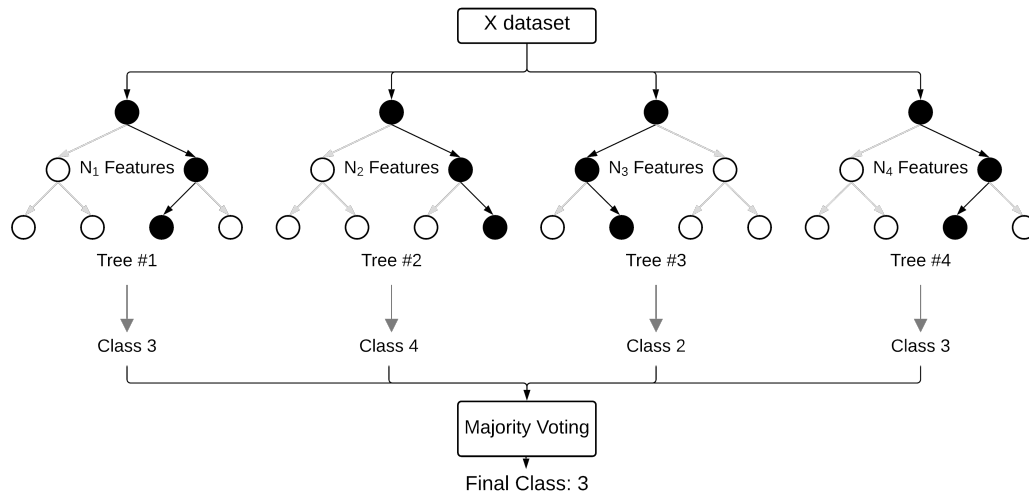 X dataset
N₁ Features
N₂ Features
N₃ Features
N₄ Features
Tree #1
Tree #2
Tree #3
Tree #4
Class 3
Class 4
Class 2
Class 3
Majority Voting
Final Class: 3